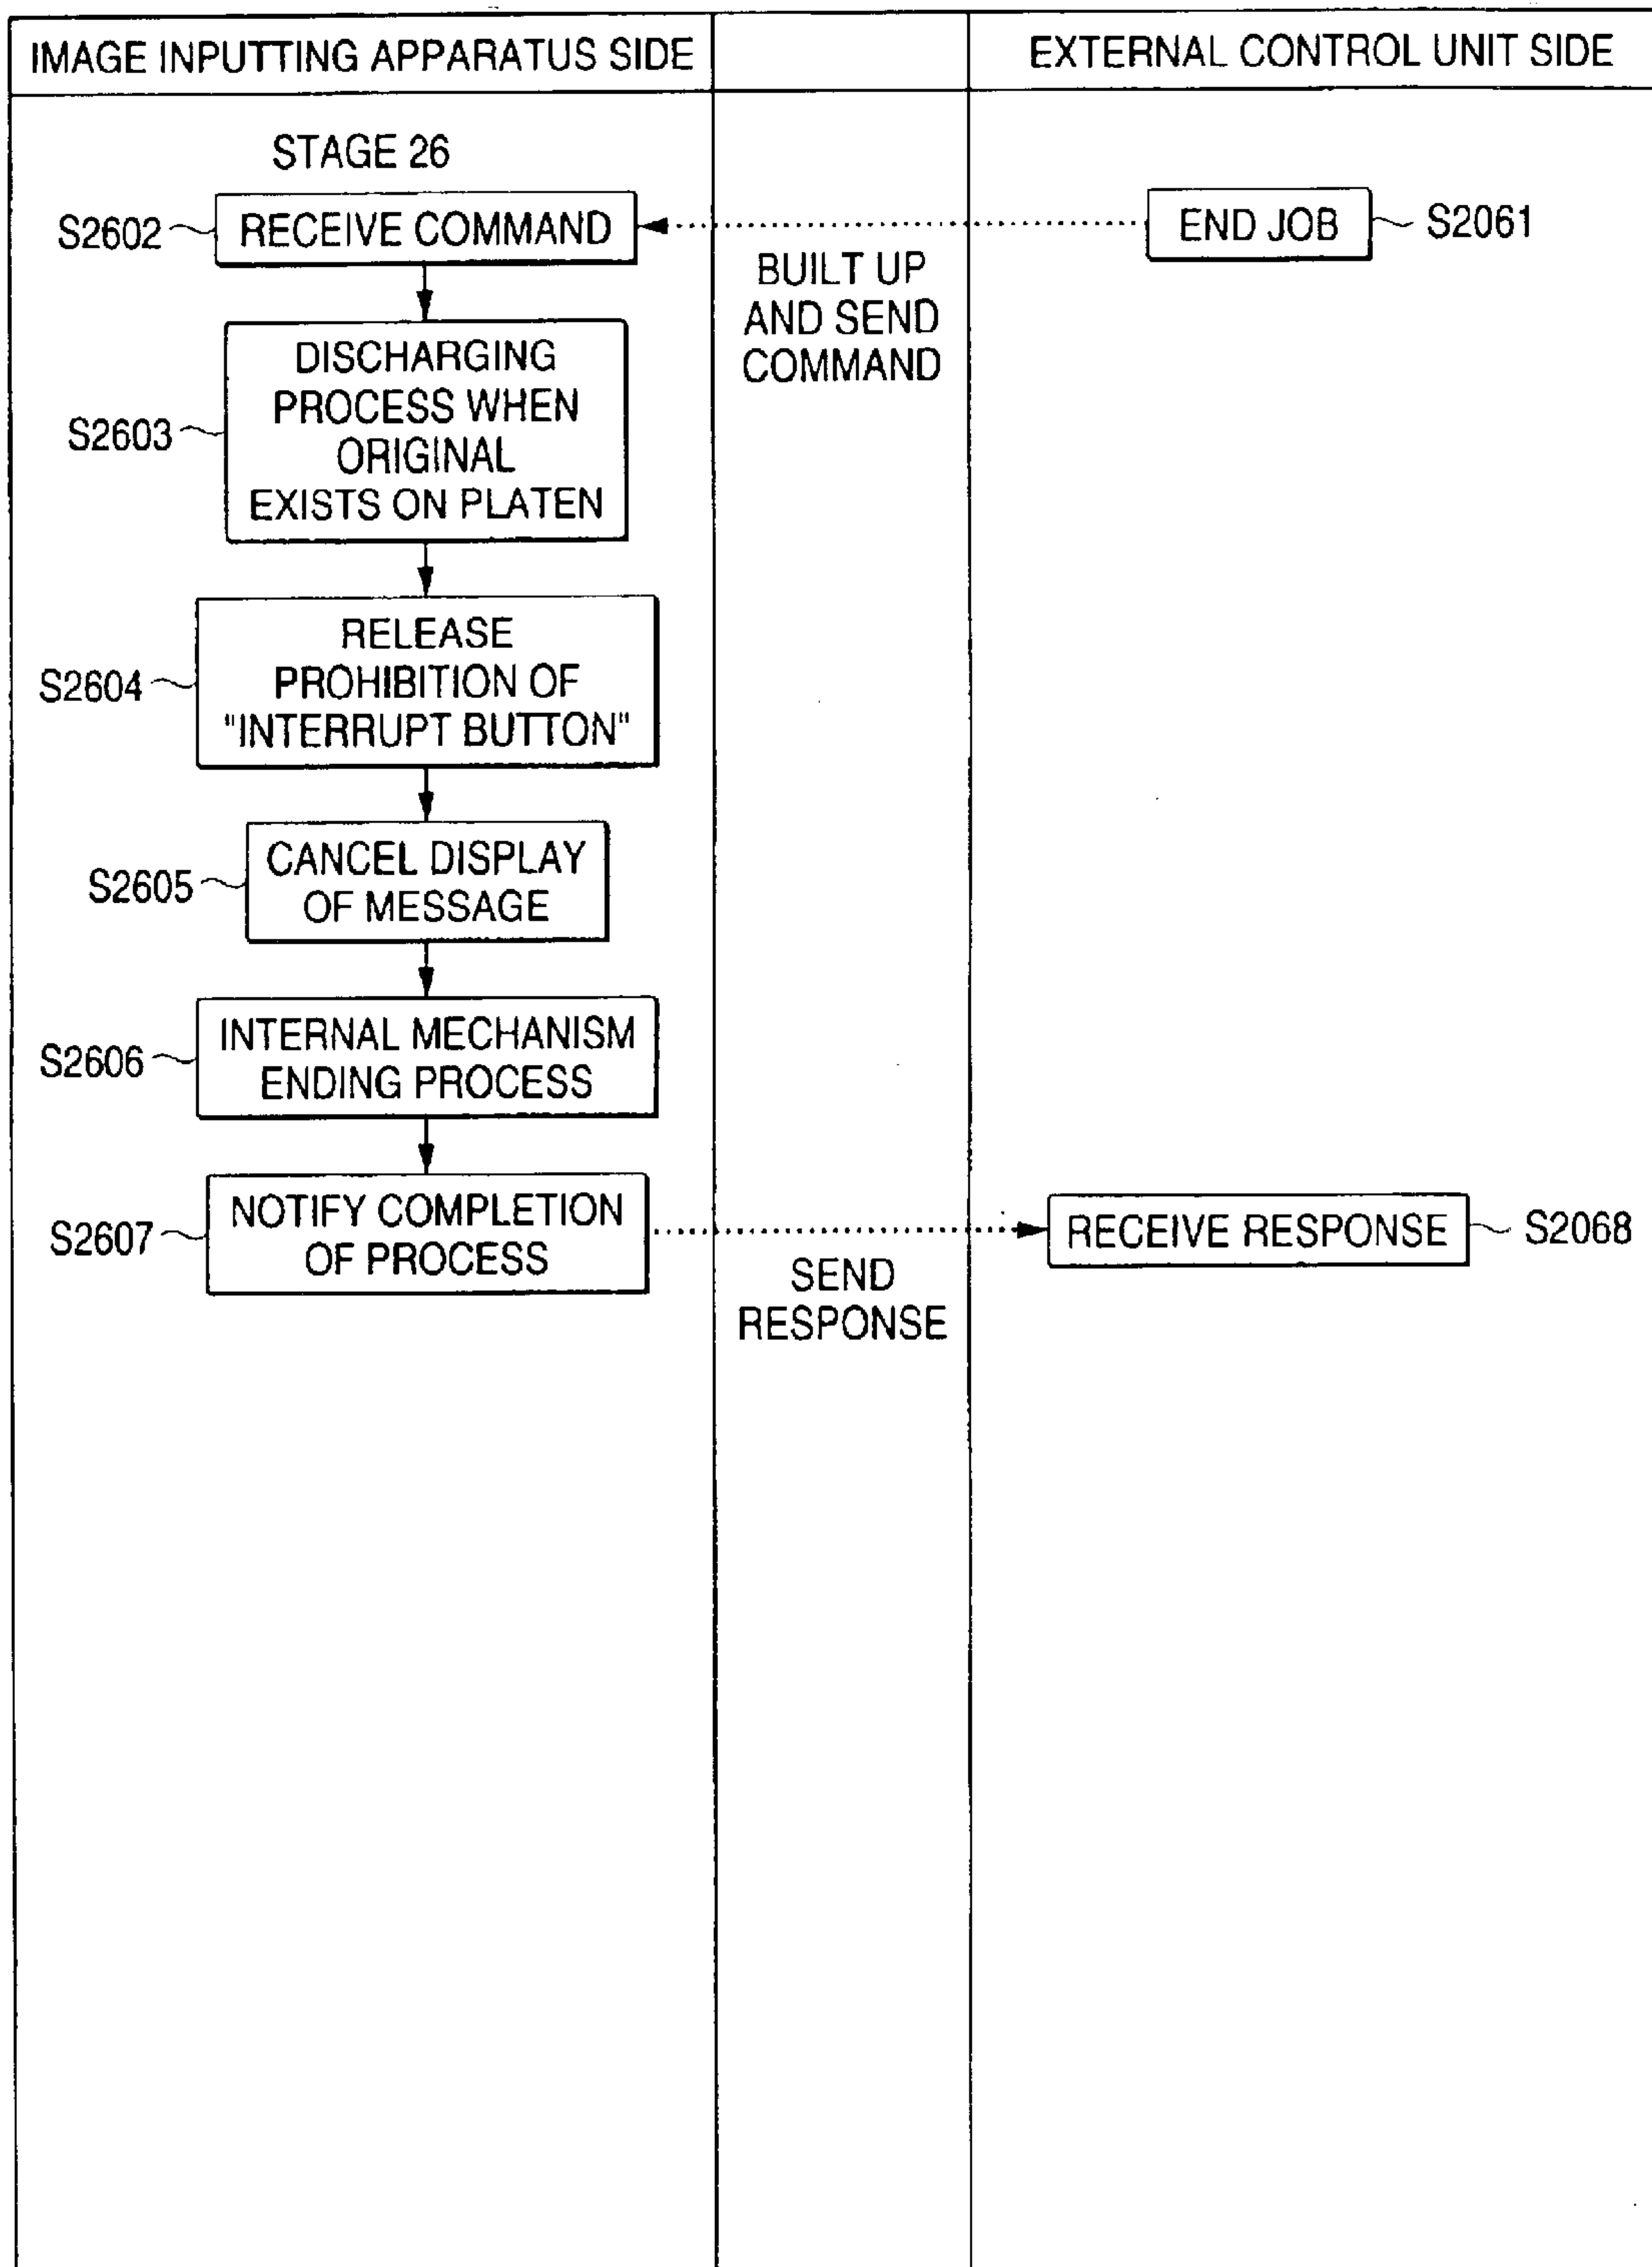 IMAGE INPUTTING APPARATUS SIDE
EXTERNAL CONTROL UNIT SIDE
STAGE 26
S2602
RECEIVE COMMAND
END JOB
S2061
BUILT UP
AND SEND
COMMAND
S2603
DISCHARGING
PROCESS WHEN
ORIGINAL
EXISTS ON PLATEN
S2604
RELEASE
PROHIBITION OF
"INTERRUPT BUTTON"
S2605
CANCEL DISPLAY
OF MESSAGE
S2606
INTERNAL MECHANISM
ENDING PROCESS
S2607
NOTIFY COMPLETION
OF PROCESS
RECEIVE RESPONSE
S2068
SEND
RESPONSE